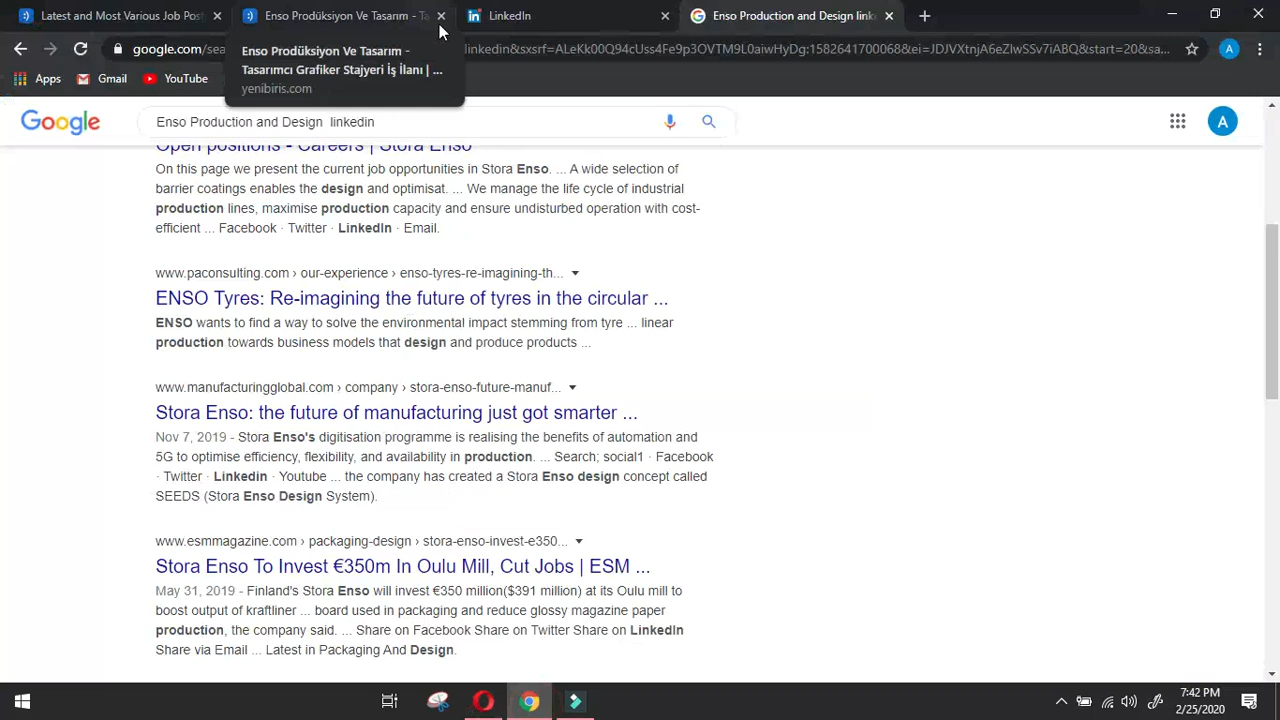 Latest and Most Various Job Post
Enso Prodüksiyon Ve Tasarım - Ta
LinkedIn
Enso Production and Design link
google.com/sea
linkedin&sxsrf=ALeKk00Q94cUss4Fe9p3OVTM9L0aiwHyDg:1582641700068&ei=JDJVXtnjA6eZlwSSv7iABQ&start=20&sa...
A
Enso Prodüksiyon Ve Tasarım -
Tasarımcı Grafiker Stajyeri İş İlanı | ...
yenibiris.com
Apps
Gmail
YouTube
Google
Enso Production and Design linkedin
A
Open positions - Careers | Stora Enso
On this page we present the current job opportunities in Stora Enso. ... A wide selection of
barrier coatings enables the design and optimisat. ... We manage the life cycle of industrial
production lines, maximise production capacity and ensure undisturbed operation with cost-
efficient ... Facebook · Twitter · LinkedIn · Email.
www.paconsulting.com › our-experience › enso-tyres-re-imagining-th...
ENSO Tyres: Re-imagining the future of tyres in the circular ...
ENSO wants to find a way to solve the environmental impact stemming from tyre ... linear
production towards business models that design and produce products ...
www.manufacturingglobal.com › company › stora-enso-future-manuf...
Stora Enso: the future of manufacturing just got smarter ...
Nov 7, 2019 - Stora Enso's digitisation programme is realising the benefits of automation and
5G to optimise efficiency, flexibility, and availability in production. ... Search; social1 · Facebook
· Twitter · Linkedin · Youtube ... the company has created a Stora Enso design concept called
SEEDS (Stora Enso Design System).
www.esmmagazine.com › packaging-design › stora-enso-invest-e350...
Stora Enso To Invest €350m In Oulu Mill, Cut Jobs | ESM ...
May 31, 2019 - Finland's Stora Enso will invest €350 million($391 million) at its Oulu mill to
boost output of kraftliner ... board used in packaging and reduce glossy magazine paper
production, the company said. ... Share on Facebook Share on Twitter Share on LinkedIn
Share via Email ... Latest in Packaging And Design.
7:42 PM
2/25/2020